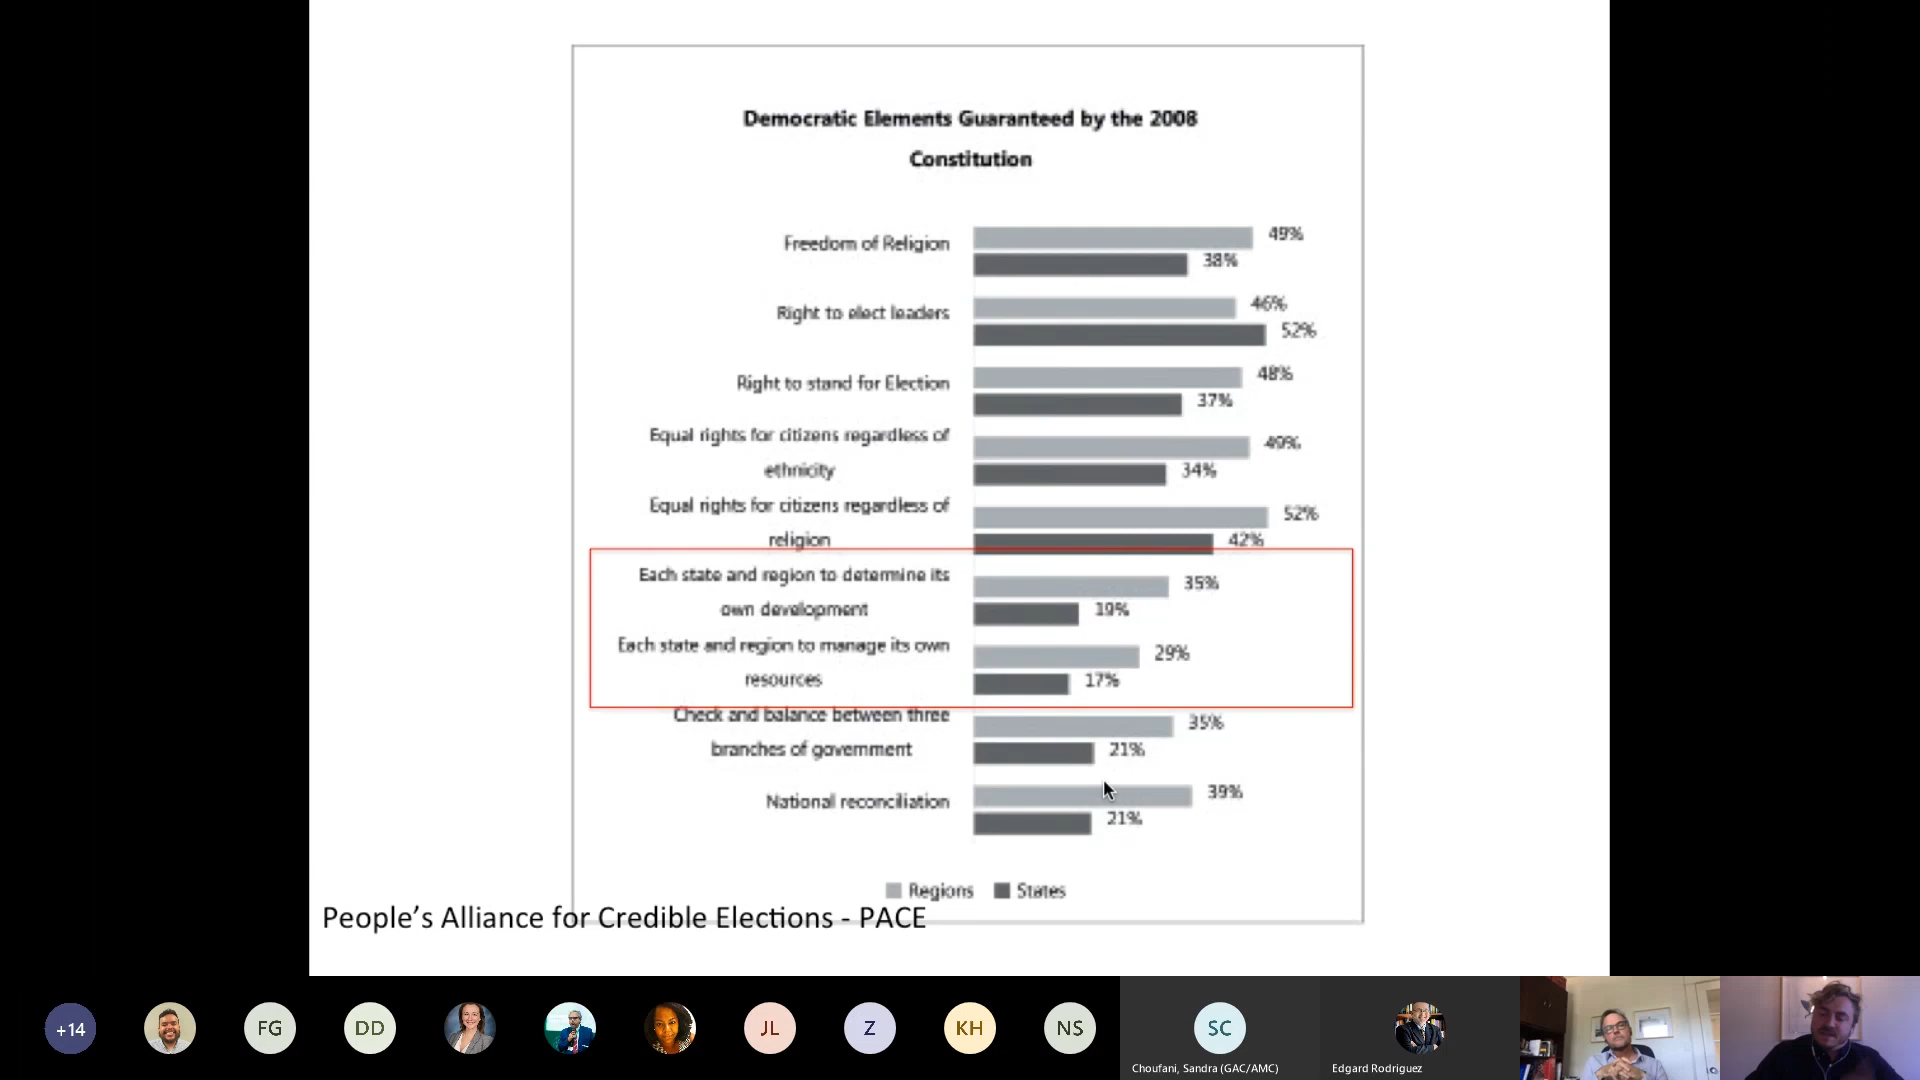 Democratic Elements Guaranteed by the 2008
Constitution
Freedom of Religion
49%
38%
Right to elect leaders
46%
52%
Right to stand for Election
48%
37%
Equal rights for citizens regardless of
ethnicity
49%
34%
Equal rights for citizens regardless of
religion
52%
42%
Each state and region to determine its
own development
35%
19%
Each state and region to manage its own
resources
29%
17%
Check and balance between three
branches of government
35%
21%
National reconciliation
39%
21%
Regions States
People's Alliance for Credible Elections - PACE
+14
FG
DD
JL
Z
KH
NS
SC
Choufani, Sandra (GAC/AMC)
Edgard Rodriguez